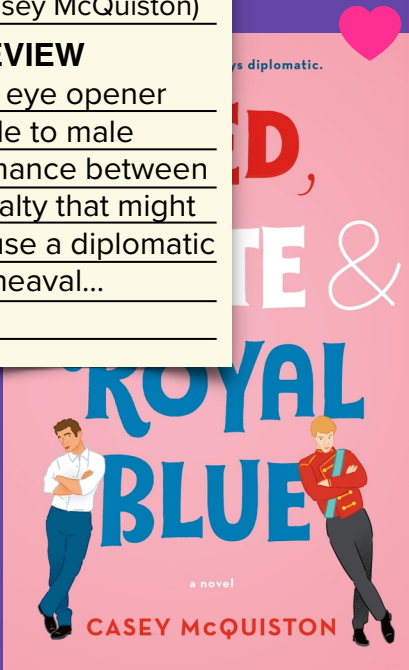 sey McQuiston)
EVIEW
eye opener
le to male
mance between
alty that might
use a diplomatic
heaval...
ys diplomatic.
ED,
TE &
ROYAL
BLUE
a novel
CASEY McQUISTON